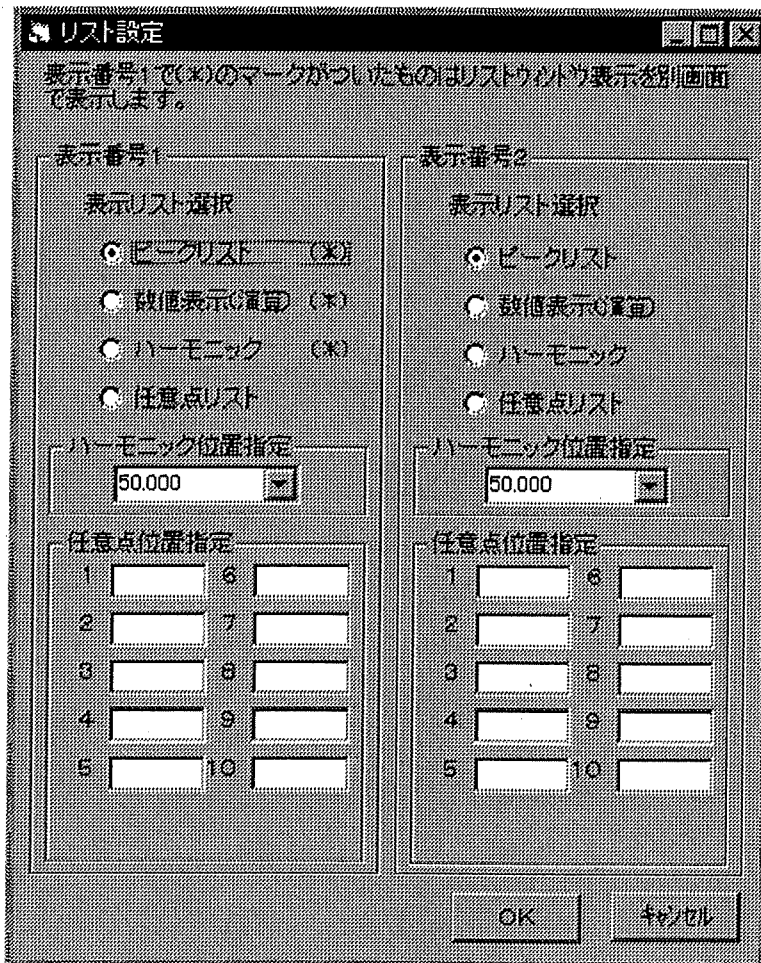 リスト設定
表示番号1で(*)のマークがついたものはリストウィンドウ表示を別画面
で表示します。
表示番号1
表示リスト選択
ピークリスト (*)
数値表示(演算) (*)
ハーモニック (*)
任意点リスト
ハーモニック位置指定
50.000
任意点位置指定
1 6
2 7
3 8
4 9
5 10
表示番号2
表示リスト選択
ピークリスト
数値表示(演算)
ハーモニック
任意点リスト
ハーモニック位置指定
50.000
任意点位置指定
1 6
2 7
3 8
4 9
5 10
OK キャンセル